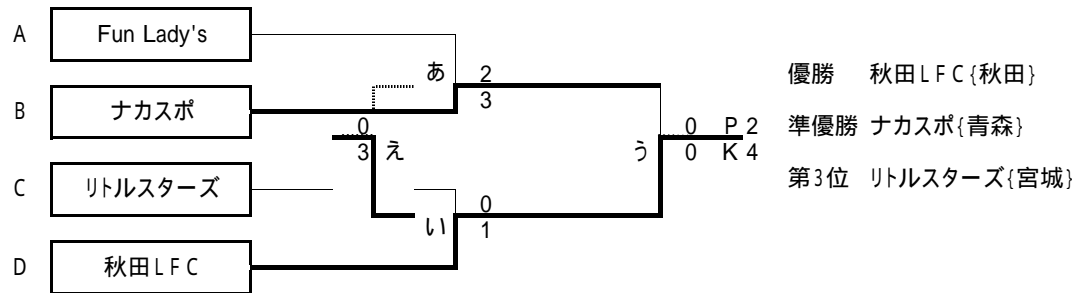 A Fun Lady's
あ 2
3
優勝 秋田LFC{秋田}
B ナカスポ
0
3 え
う 0 P 2
0 K 4
準優勝 ナカスポ{青森}
C リトルスターズ
第3位 リトルスターズ{宮城}
い 0
1
D 秋田LFC